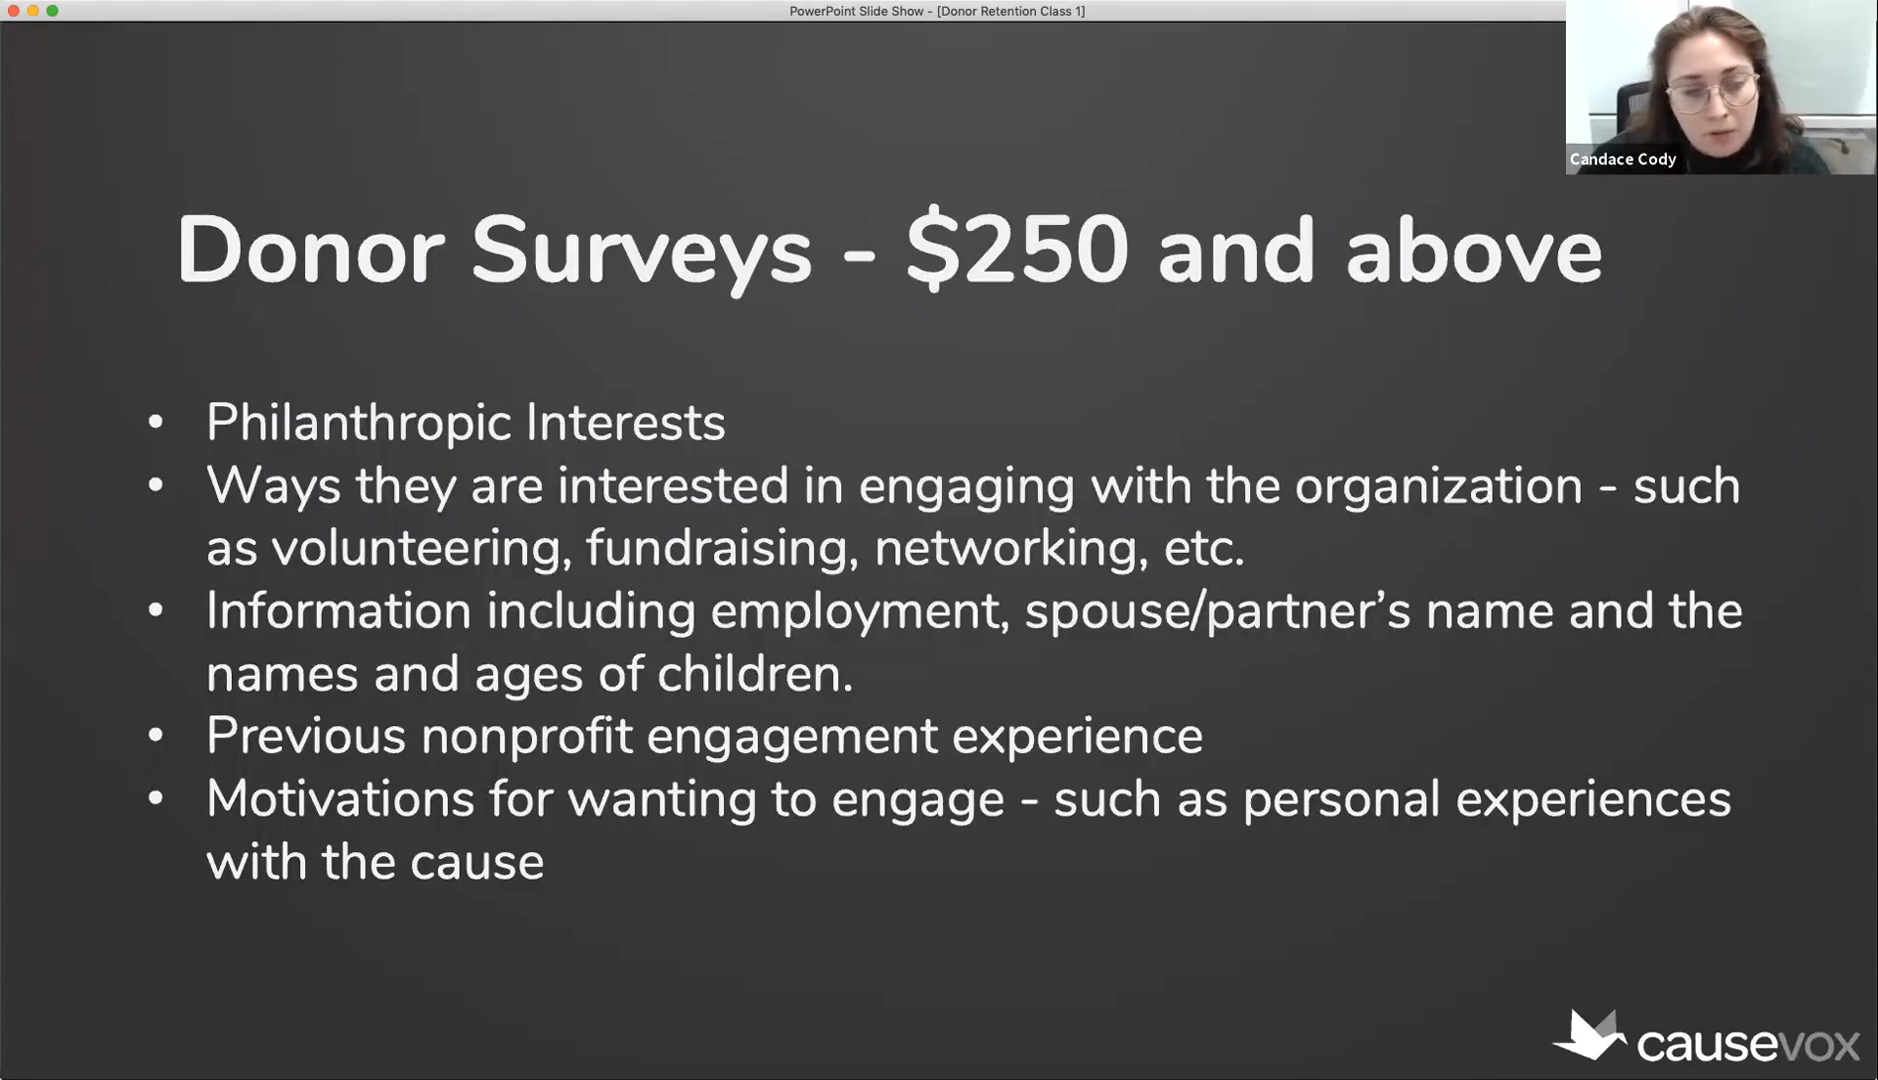 PowerPoint Slide Show - [Donor Retention Class 1]
Candace Cody
Donor Surveys - $250 and above
• Philanthropic Interests
• Ways they are interested in engaging with the organization - such
as volunteering, fundraising, networking, etc.
• Information including employment, spouse/partner’s name and the
names and ages of children.
• Previous nonprofit engagement experience
• Motivations for wanting to engage - such as personal experiences
with the cause
causevox